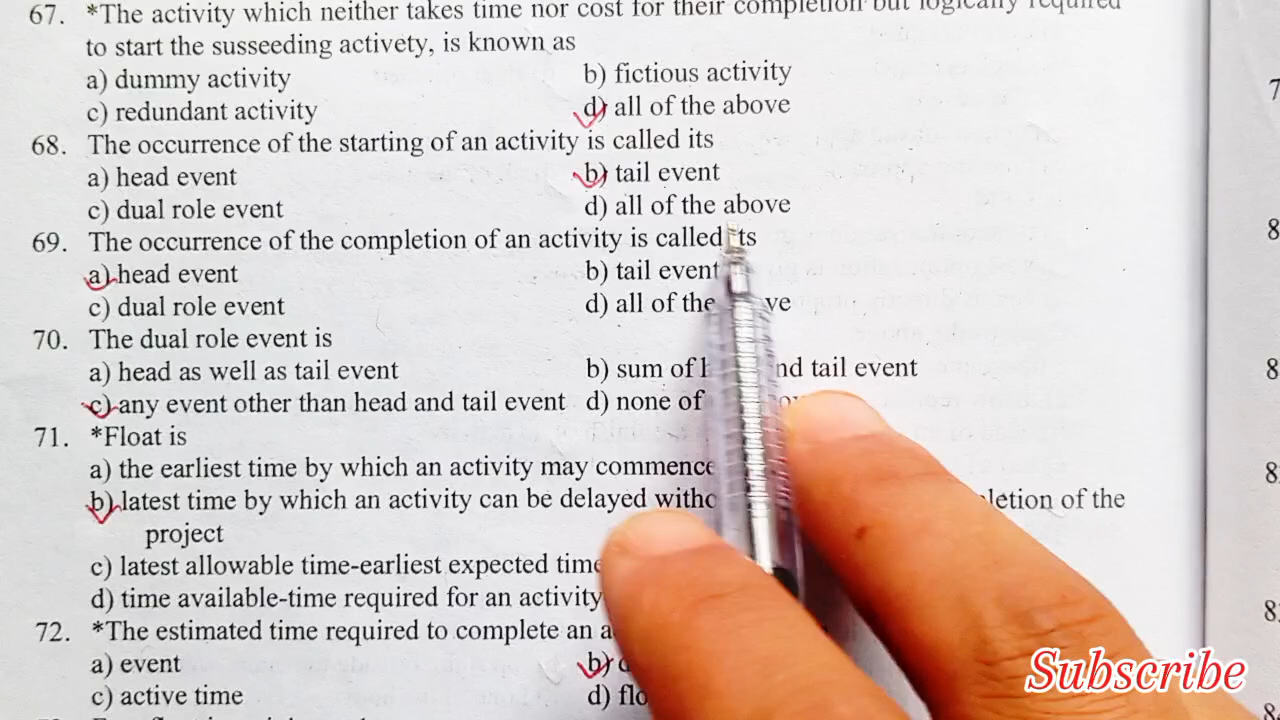 67. *The activity which neither takes time nor cost for their completion but logically required
to start the susseeding activety, is known as
a) dummy activity b) fictious activity
c) redundant activity d) all of the above
68. The occurrence of the starting of an activity is called its
a) head event b) tail event
c) dual role event d) all of the above
69. The occurrence of the completion of an activity is called its
a) head event b) tail event
c) dual role event d) all of the
70. The dual role event is
a) head as well as tail event b) sum of tail event
c) any event other than head and tail event d) none of
71. *Float is
a) the earliest time by which an activity may commence
b) latest time by which an activity can be delayed of the
project
c) latest allowable time-earliest expected time
d) time available-time required for an activity
72. *The estimated time required to complete an
a) event b)
c) active time d)
Subscribe